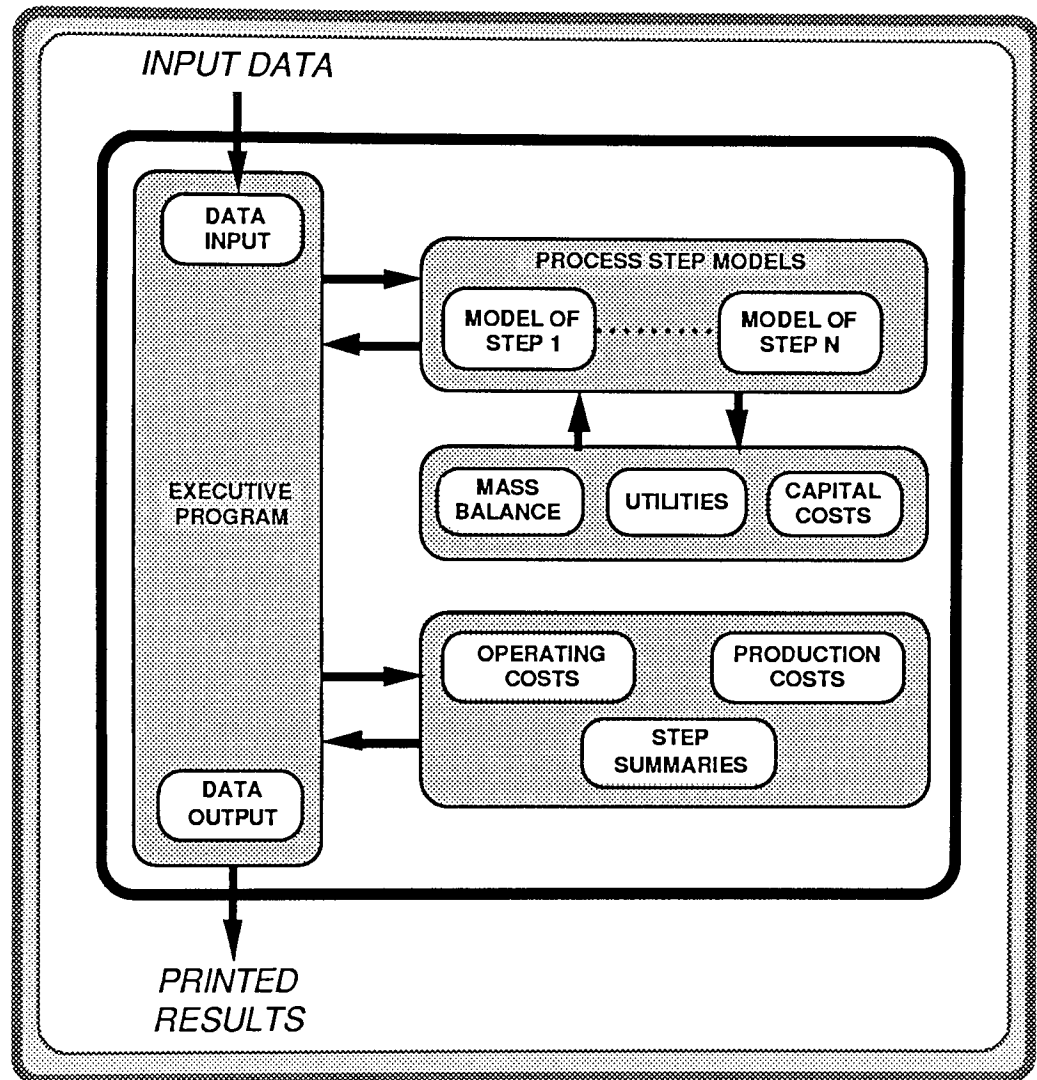 INPUT DATA
DATA
INPUT
PROCESS STEP MODELS
MODEL OF
STEP 1
MODEL OF
STEP N
EXECUTIVE
PROGRAM
MASS
BALANCE
UTILITIES
CAPITAL
COSTS
OPERATING
COSTS
PRODUCTION
COSTS
STEP
SUMMARIES
DATA
OUTPUT
PRINTED
RESULTS